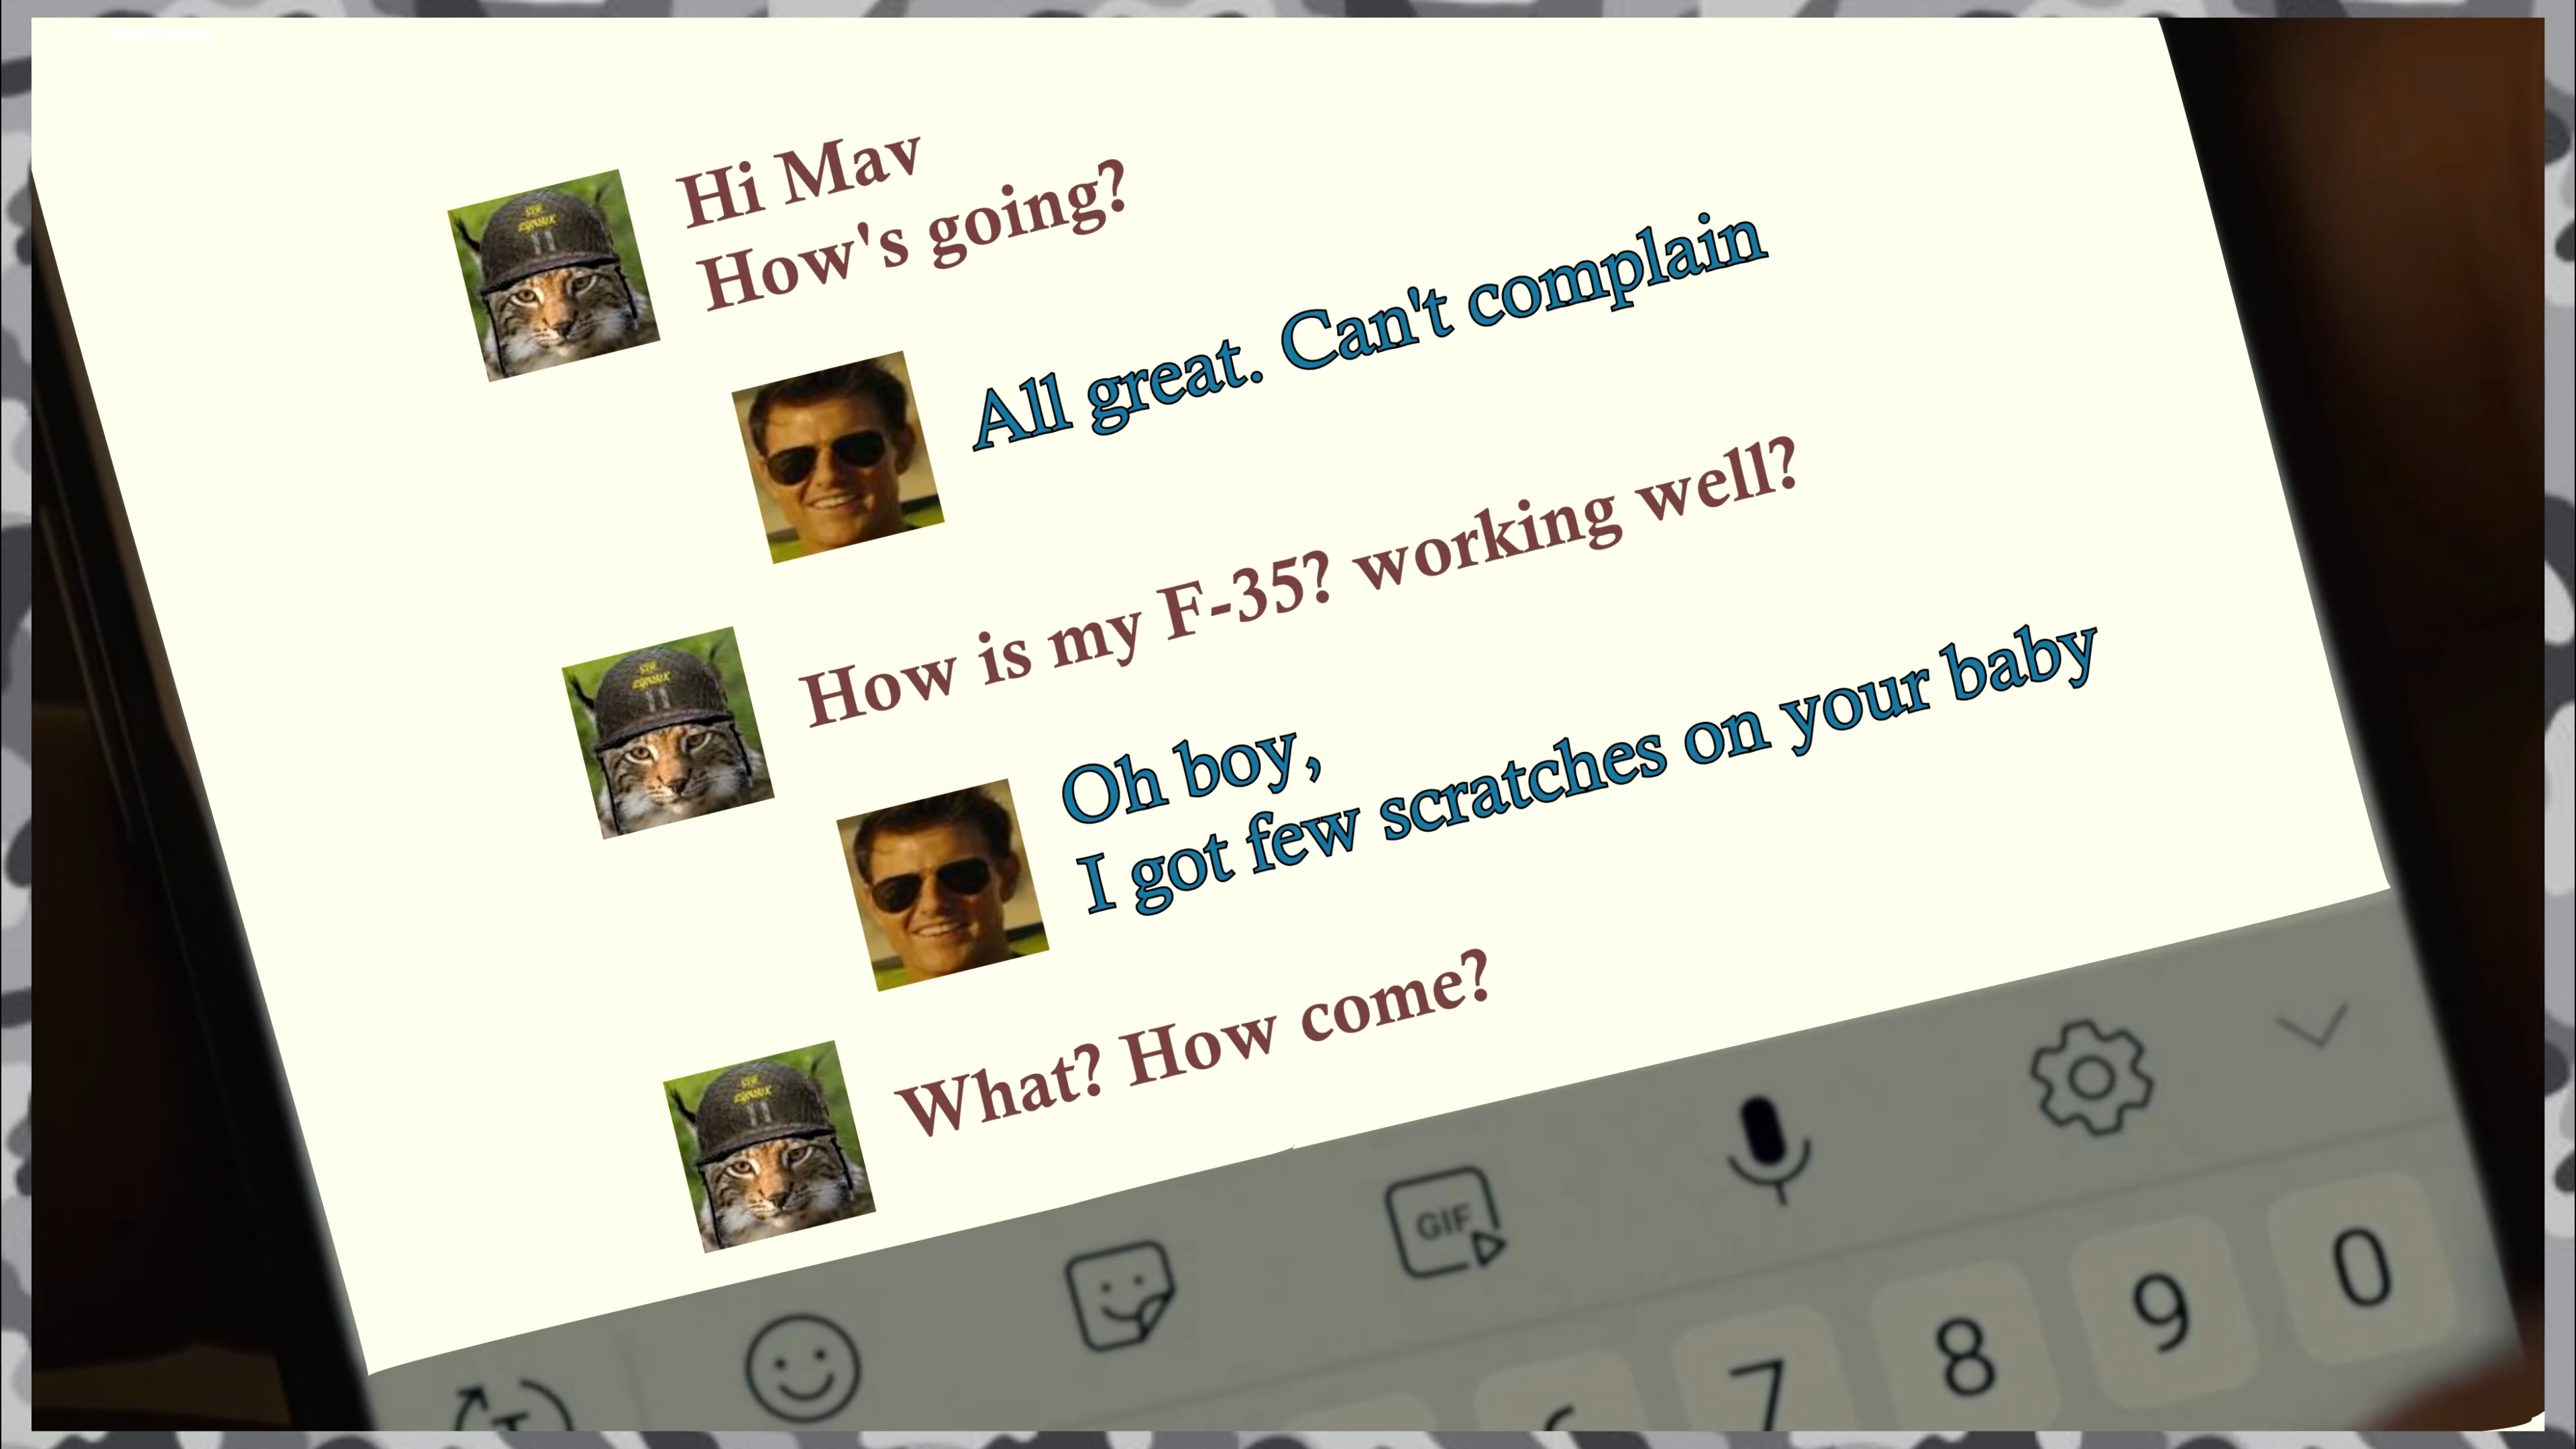 Hi Mav
How's going?
All great. Can't complain
How is my F-35? working well?
Oh boy,
I got few scratches on your baby
What? How come?
GIF
7 8 9 0